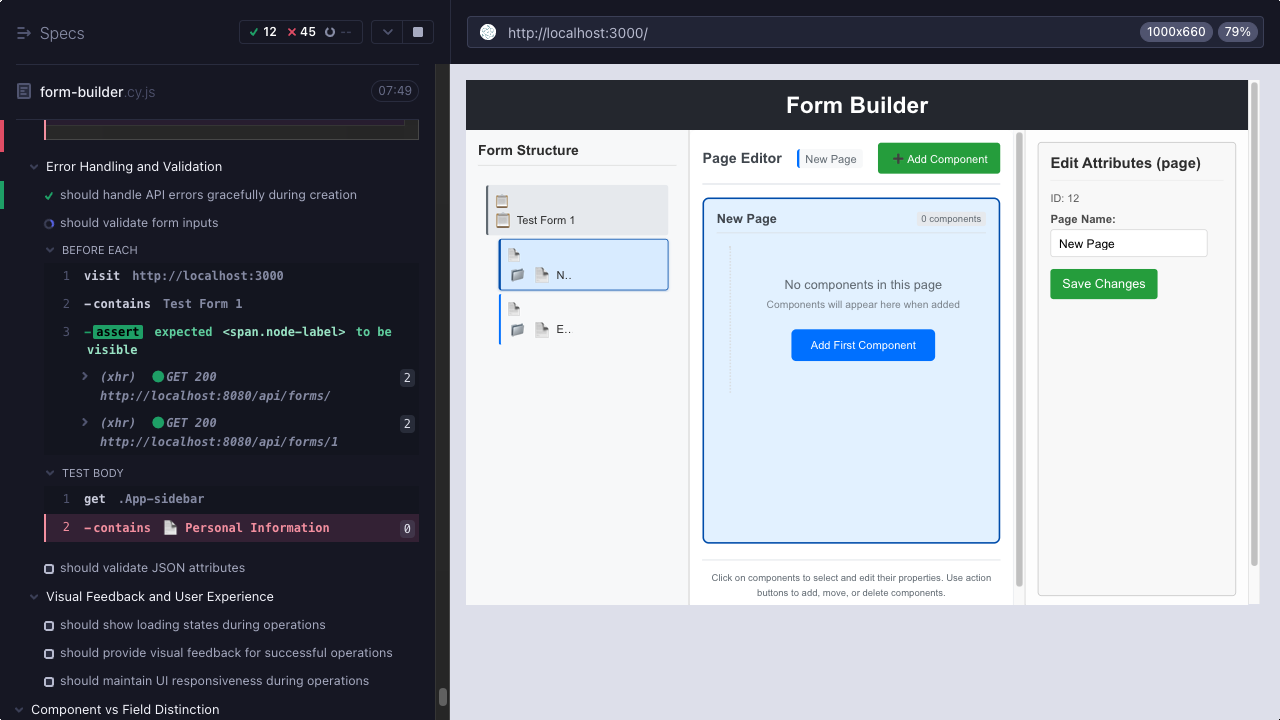 Specs
12 45 --
http://localhost:3000/
1000x660
79%
form-builder.cy.js
07:49
Error Handling and Validation
should handle API errors gracefully during creation
should validate form inputs
BEFORE EACH
1 visit http://localhost:3000
2 -contains Test Form 1
3 -assert expected <span.node-label> to be
visible
(xhr) GET 200
http://localhost:8080/api/forms/
2
(xhr) GET 200
http://localhost:8080/api/forms/1
2
TEST BODY
1 get .App-sidebar
2 -contains 📄 Personal Information 0
should validate JSON attributes
Visual Feedback and User Experience
should show loading states during operations
should provide visual feedback for successful operations
should maintain UI responsiveness during operations
Component vs Field Distinction
Form Builder
Form Structure
Test Form 1
N..
E..
Page Editor
New Page
➕ Add Component
New Page
0 components
No components in this page
Components will appear here when added
Add First Component
Click on components to select and edit their properties. Use action
buttons to add, move, or delete components.
Edit Attributes (page)
ID: 12
Page Name:
New Page
Save Changes